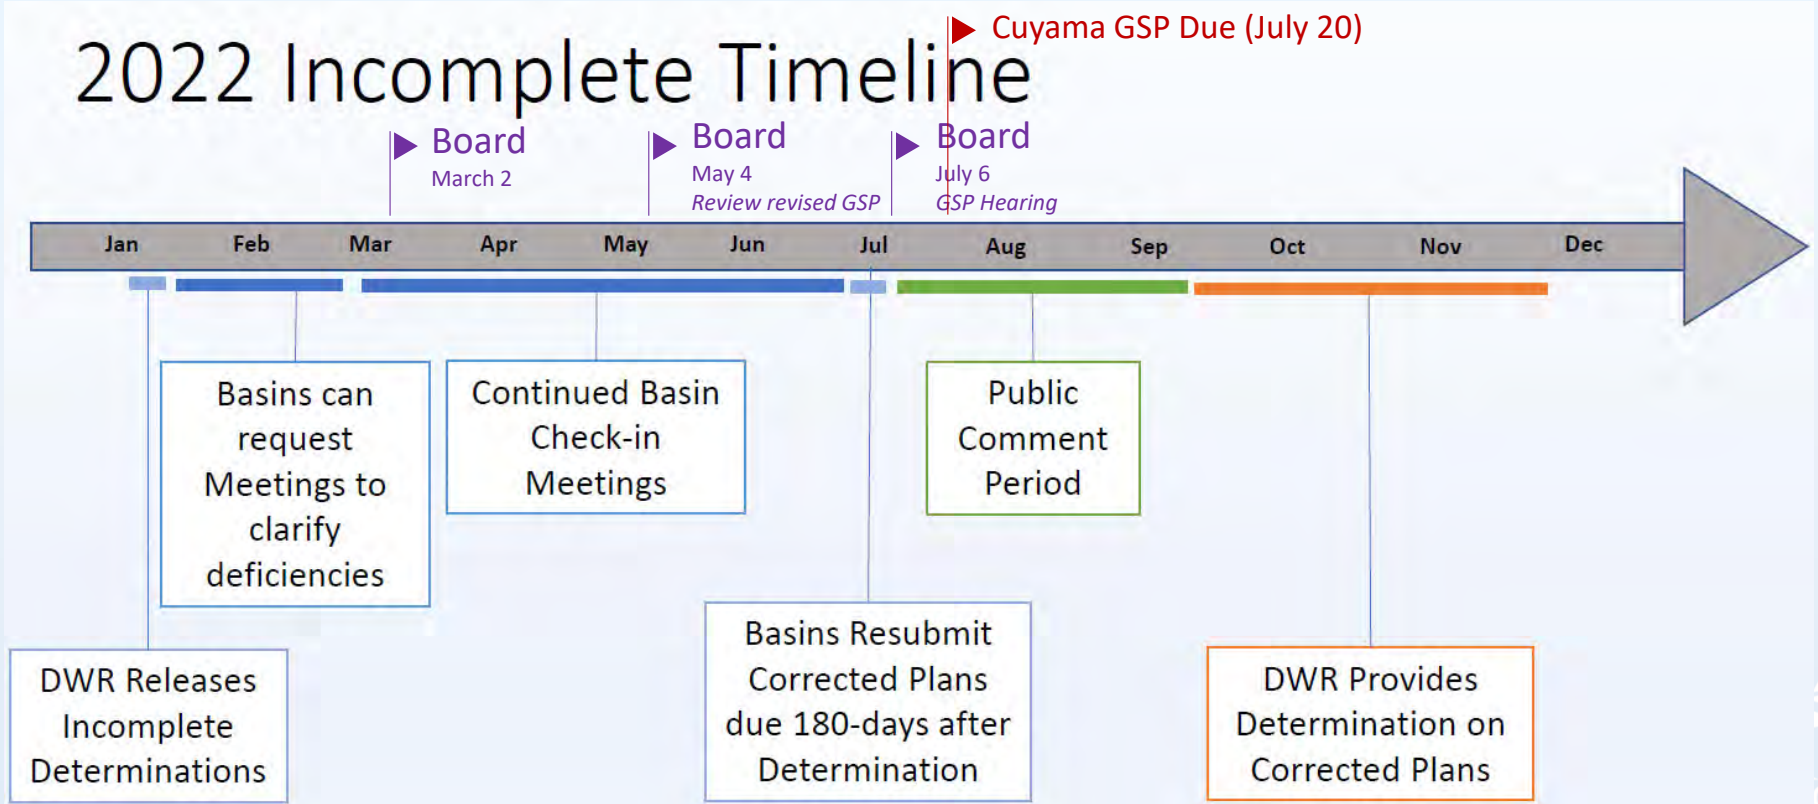 Cuyama GSP Due (July 20)
2022 Incomplete Timeline
Board
March 2
Board
May 4
Review revised GSP
Board
July 6
GSP Hearing
Jan Feb Mar Apr May Jun Jul Aug Sep Oct Nov Dec
Basins can
request
Meetings to
clarify
deficiencies
Continued Basin
Check-in
Meetings
Public
Comment
Period
DWR Releases
Incomplete
Determinations
Basins Resubmit
Corrected Plans
due 180-days after
Determination
DWR Provides
Determination on
Corrected Plans